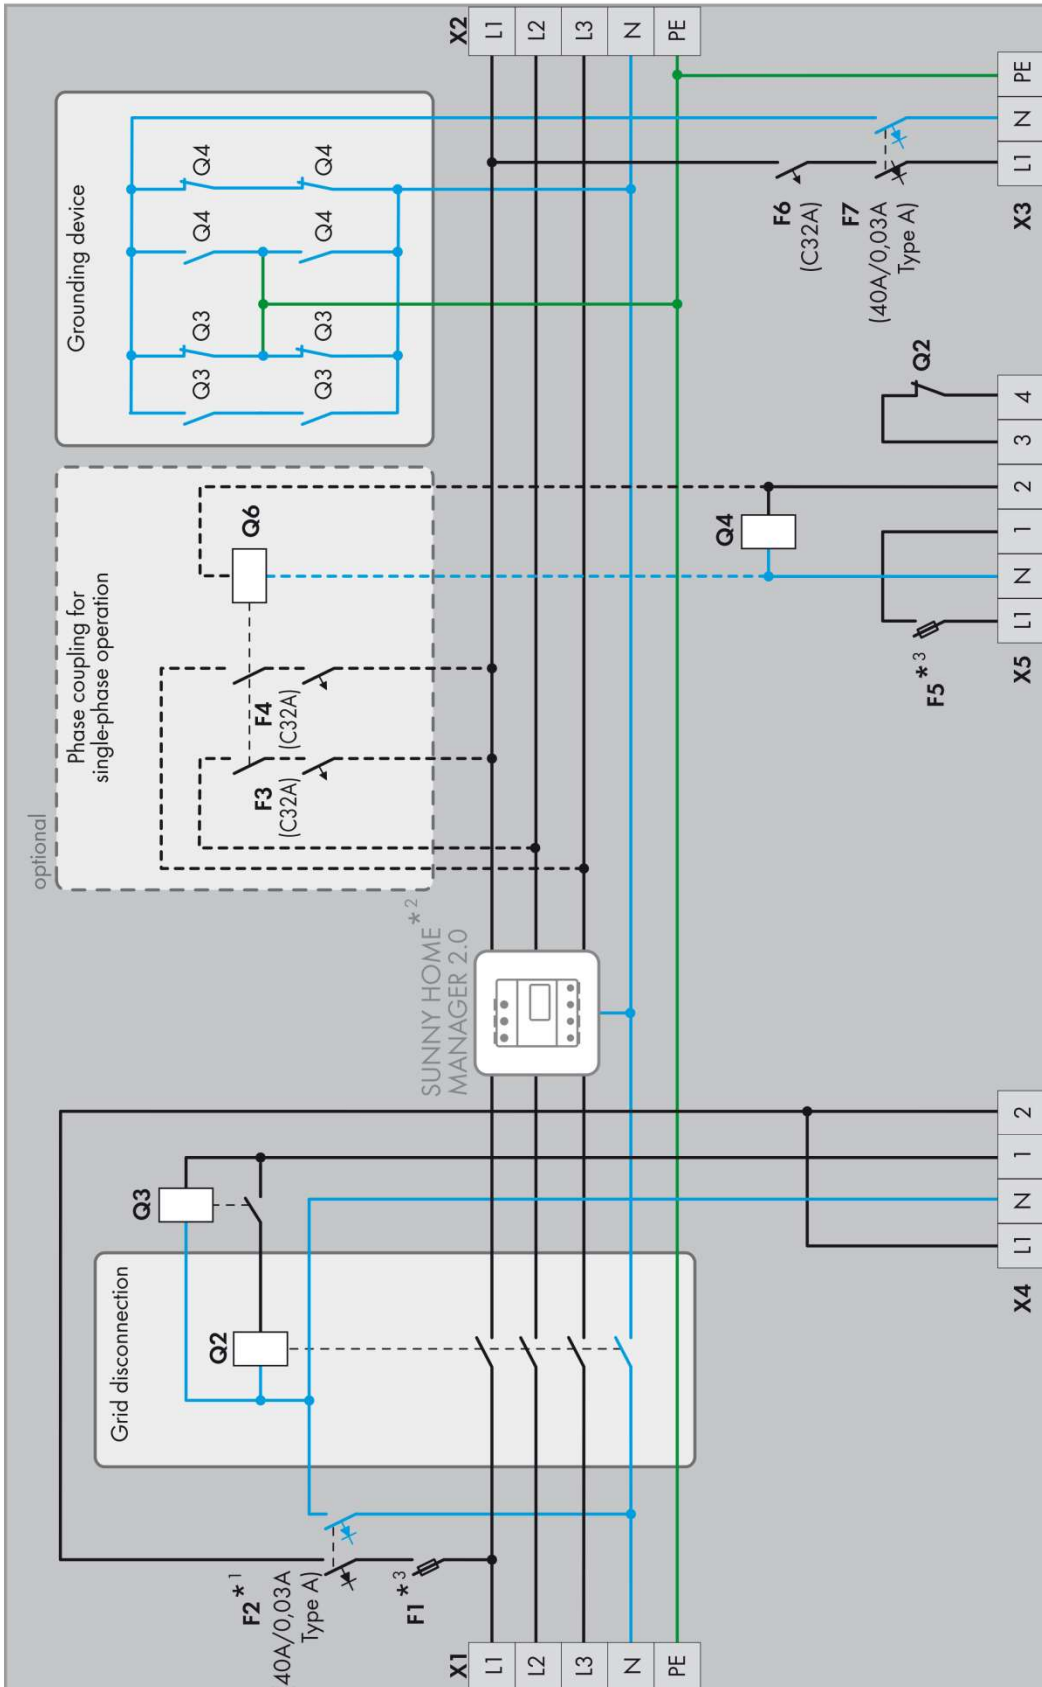 Grid disconnection
Q3
Q2
F2*1
40A/0,03A
Type A)
F1*3
X1
L1
L2
L3
N
PE
X4
L1
N
1
2
SUNNY HOME
MANAGER 2.0
*2
optional
Phase coupling for
single-phase operation
F3
(C32A)
F4
(C32A)
Q6
Grounding device
Q3
Q3
Q3
Q3
Q4
Q4
Q4
Q4
X2
L1
L2
L3
N
PE
Q4
F5*3
Q2
X5
L1
N
1
2
3
4
F6
(C32A)
F7
(40A/0,03A
Type A)
X3
L1
N
PE